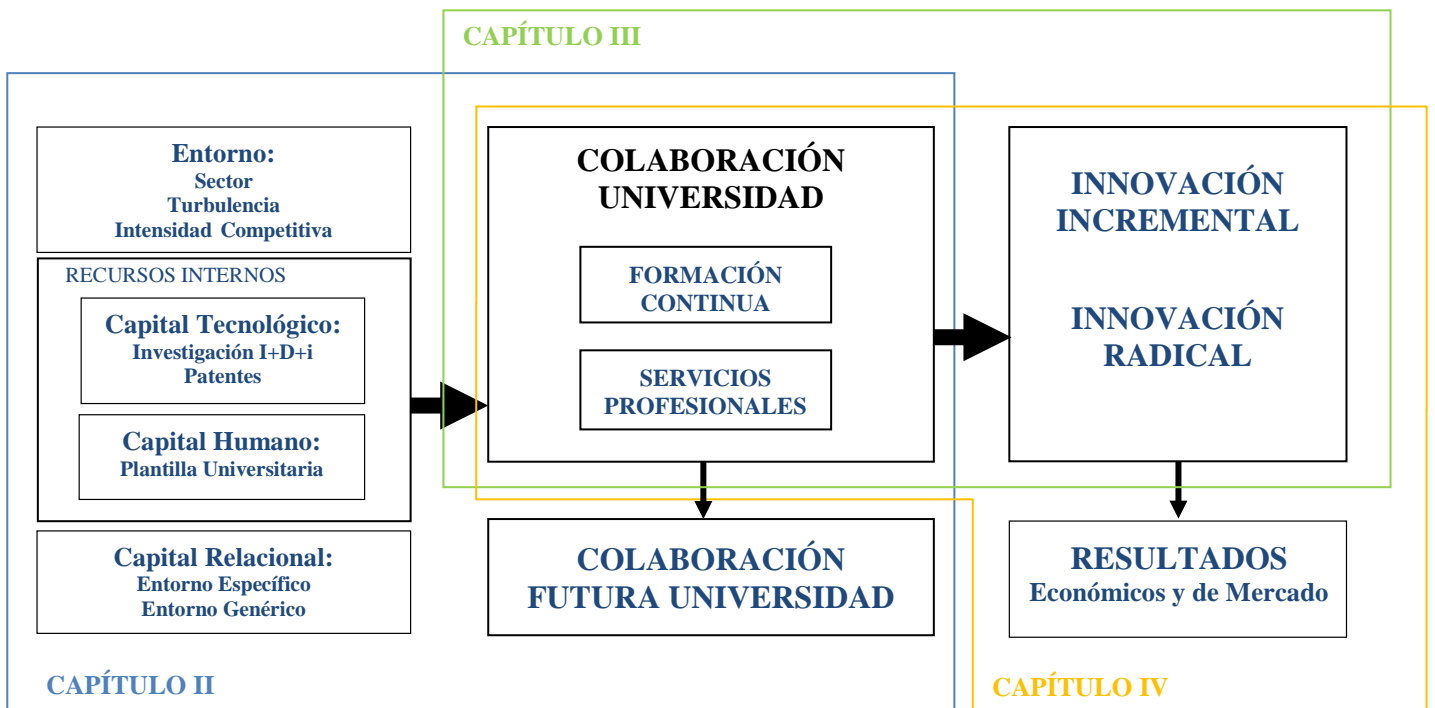 CAPÍTULO III
Entorno:
Sector
Turbulencia
Intensidad Competitiva
RECURSOS INTERNOS
Capital Tecnológico:
Investigación I+D+i
Patentes
Capital Humano:
Plantilla Universitaria
Capital Relacional:
Entorno Específico
Entorno Genérico
CAPÍTULO II
COLABORACIÓN
UNIVERSIDAD
FORMACIÓN
CONTINUA
SERVICIOS
PROFESIONALES
COLABORACIÓN
FUTURA UNIVERSIDAD
INNOVACIÓN
INCREMENTAL
INNOVACIÓN
RADICAL
RESULTADOS
Económicos y de Mercado
CAPÍTULO IV